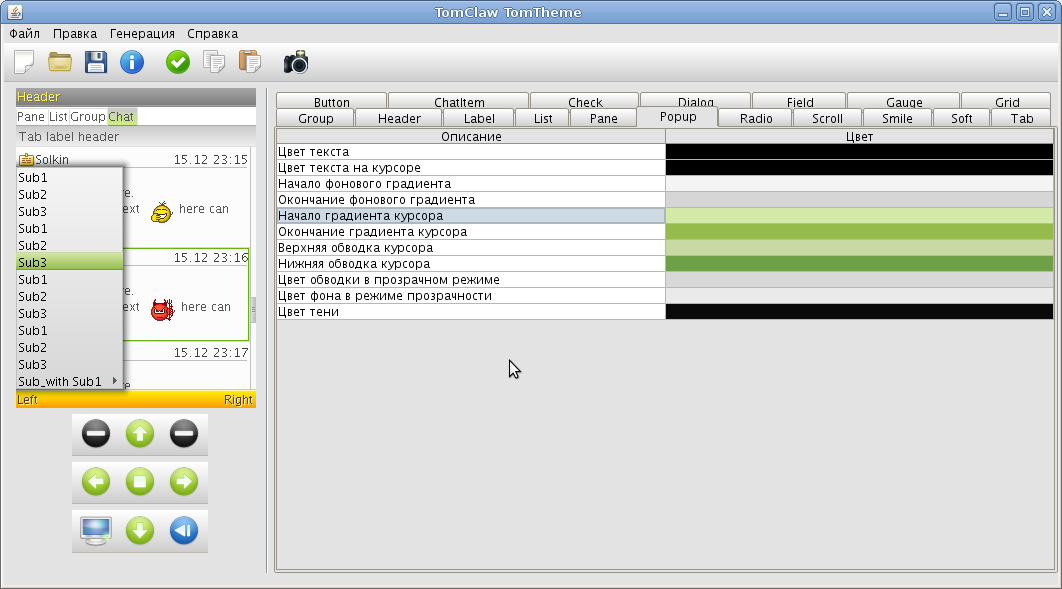 TomClaw TomTheme
Файл Правка Генерация Справка
Header
Pane List Group Chat
Tab label header
Solkin 15.12 23:15
re.
ext here can
15.12 23:16
re.
ext here can
15.12 23:17
re
Sub1
Sub2
Sub3
Sub1
Sub2
Sub3
Sub1
Sub2
Sub3
Sub1
Sub2
Sub3
Sub_with Sub1
Left Right
Button ChatItem Check Dialog Field Gauge Grid
Group Header Label List Pane Popup Radio Scroll Smile Soft Tab
Описание Цвет
Цвет текста
Цвет текста на курсоре
Начало фонового градиента
Окончание фонового градиента
Начало градиента курсора
Окончание градиента курсора
Верхняя обводка курсора
Нижняя обводка курсора
Цвет обводки в прозрачном режиме
Цвет фона в режиме прозрачности
Цвет тени